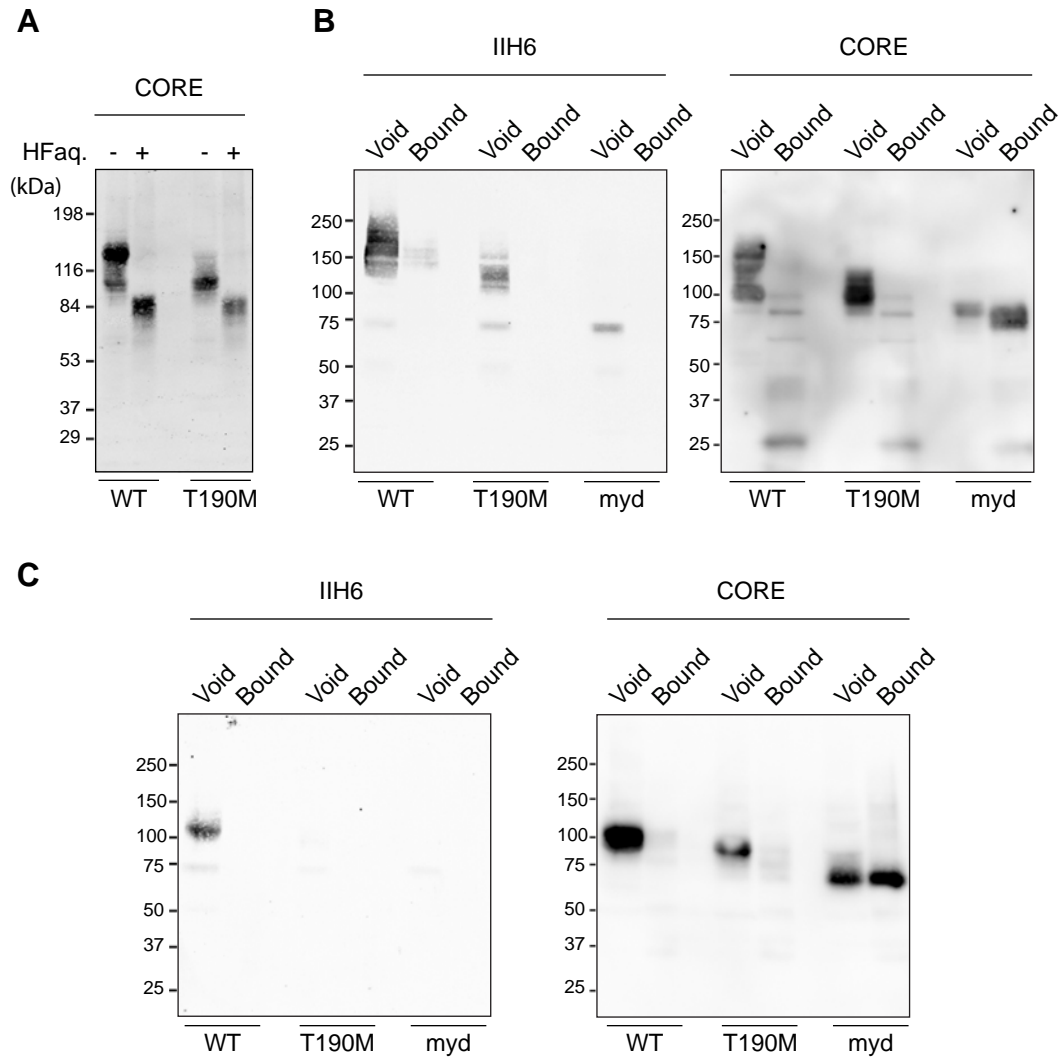 A
CORE
HFaq. - + - +
(kDa)
198
116
84
53
37
29
WT T190M
B
IIH6
Void Bound Void Bound Void Bound
250
150
100
75
50
37
25
WT T190M myd
CORE
Void Bound Void Bound Void Bound
250
150
100
75
50
37
25
WT T190M myd
C
IIH6
Void Bound Void Bound Void Bound
250
150
100
75
50
37
25
WT T190M myd
CORE
Void Bound Void Bound Void Bound
250
150
100
75
50
37
25
WT T190M myd